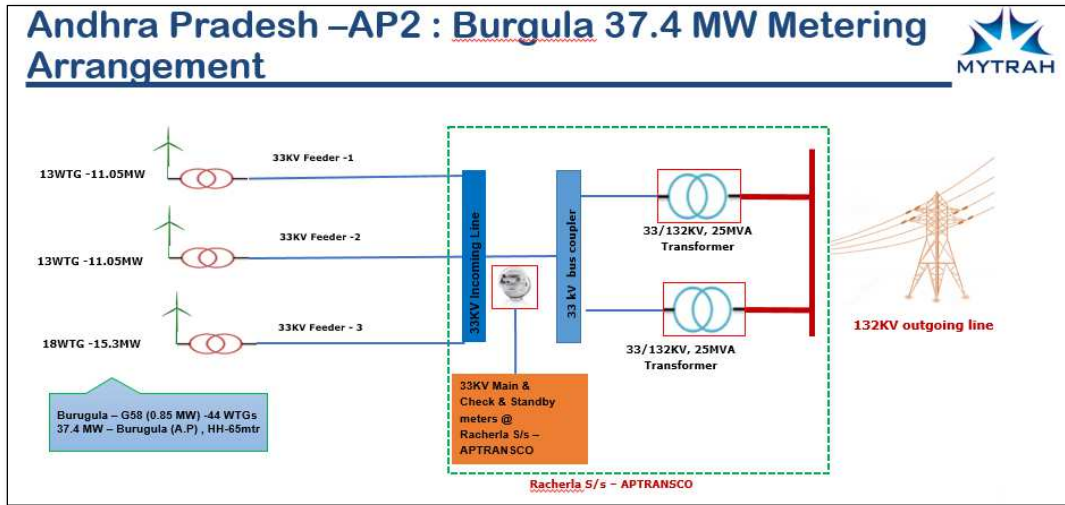 Andhra Pradesh –AP2 : Burgula 37.4 MW Metering
Arrangement
MYTRAH
13WTG -11.05MW
33KV Feeder -1
13WTG -11.05MW
33KV Feeder -2
18WTG -15.3MW
33KV Feeder - 3
33KV Incoming Line
33 kV bus coupler
33/132KV, 25MVA
Transformer
33/132KV, 25MVA
Transformer
132KV outgoing line
33KV Main &
Check & Standby
meters @
Racherla S/s –
APTRANSCO
Burugula – G58 (0.85 MW) -44 WTGs
37.4 MW – Burugula (A.P) , HH-65mtr
Racherla S/s – APTRANSCO